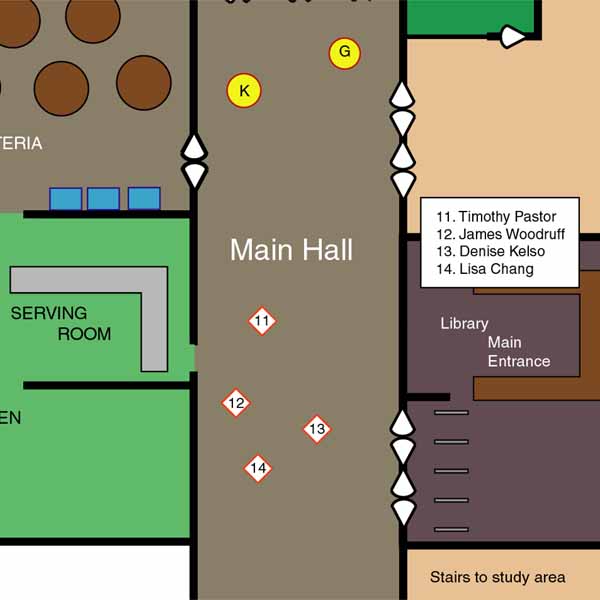 G
K
TERIA
11. Timothy Pastor
12. James Woodruff
13. Denise Kelso
14. Lisa Chang
Main Hall
SERVING
ROOM
11
Library
Main
Entrance
12
EN
13
14
Stairs to study area